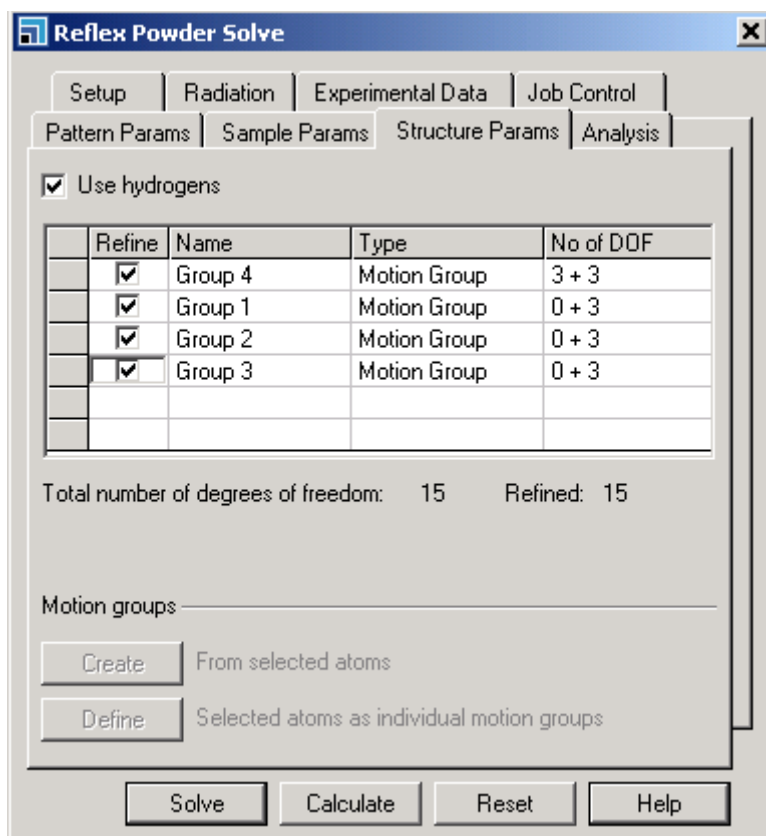 Reflex Powder Solve
Setup Radiation Experimental Data Job Control
Pattern Params Sample Params Structure Params Analysis
Use hydrogens
Refine Name Type No of DOF
Group 4 Motion Group 3 + 3
Group 1 Motion Group 0 + 3
Group 2 Motion Group 0 + 3
Group 3 Motion Group 0 + 3
Total number of degrees of freedom: 15 Refined: 15
Motion groups
Create From selected atoms
Define Selected atoms as individual motion groups
Solve Calculate Reset Help